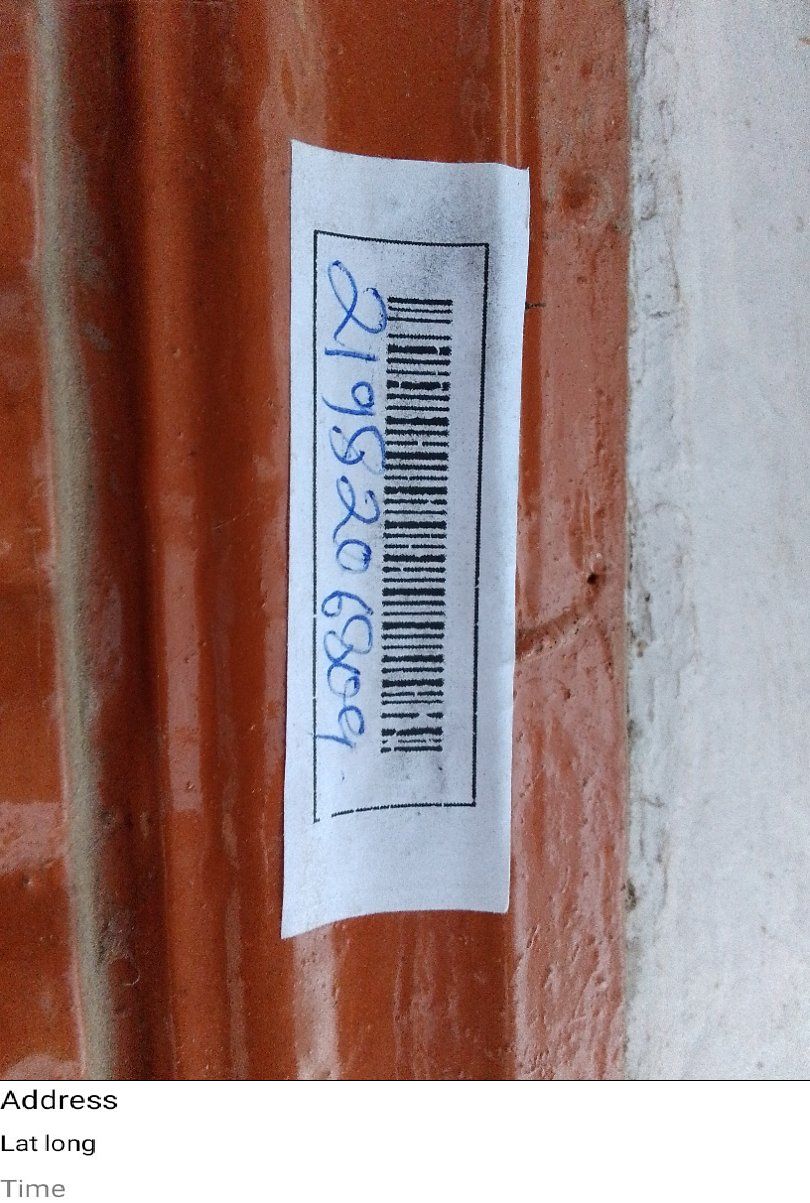 2198206809
Address
Lat long
Time